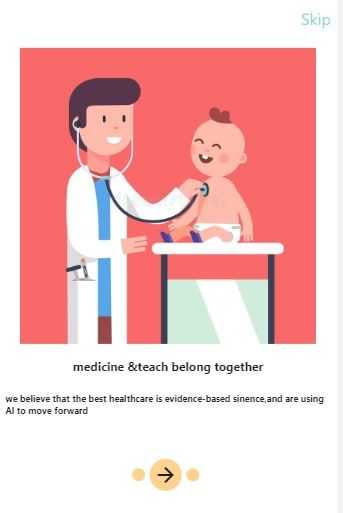 Skip
medicine &teach belong together
we believe that the best healthcare is evidence-based sinence,and are using
AI to move forward